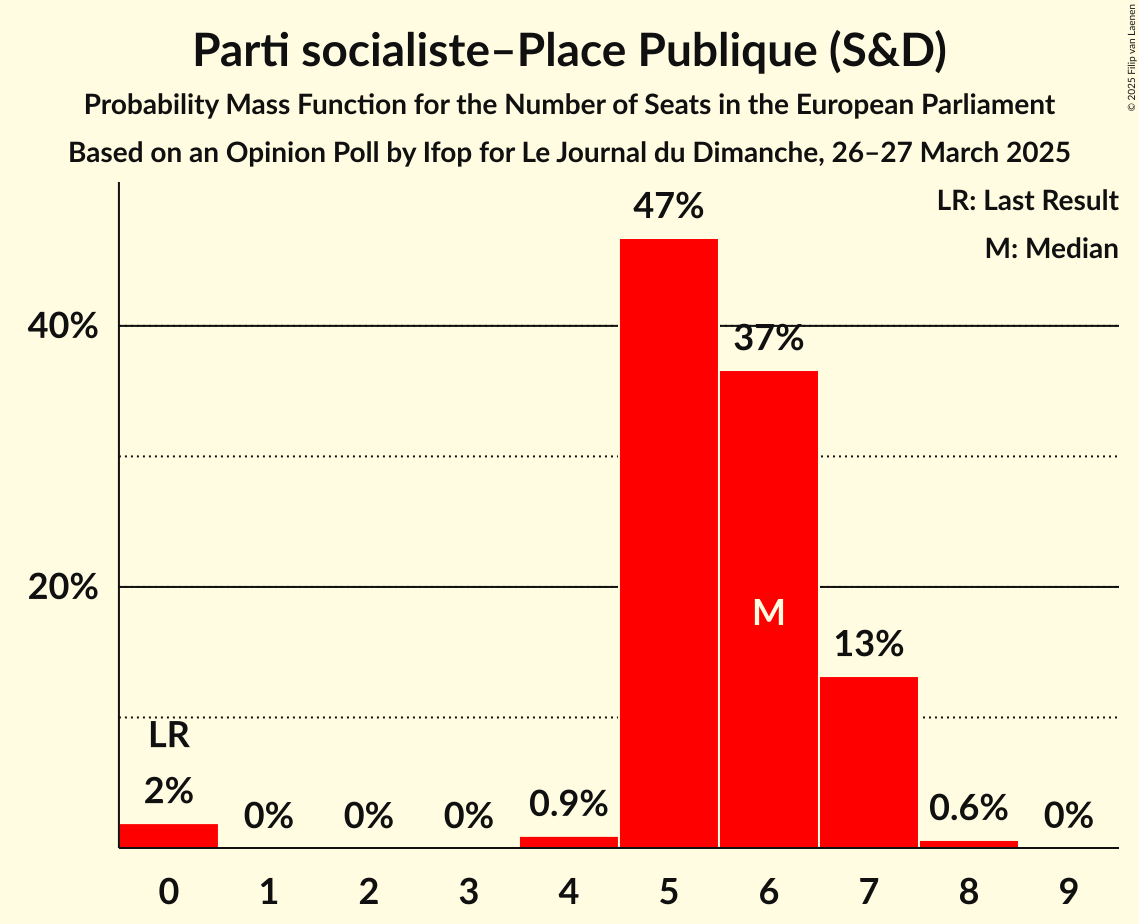 Parti socialiste–Place Publique (S&D)
Probability Mass Function for the Number of Seats in the European Parliament
Based on an Opinion Poll by Ifop for Le Journal du Dimanche, 26–27 March 2025
© 2025 Filip van Laenen
LR: Last Result
M: Median
47%
40%
37%
20%
M
13%
LR
2%
0%
0%
0%
0.9%
0.6%
0%
0 1 2 3 4 5 6 7 8 9